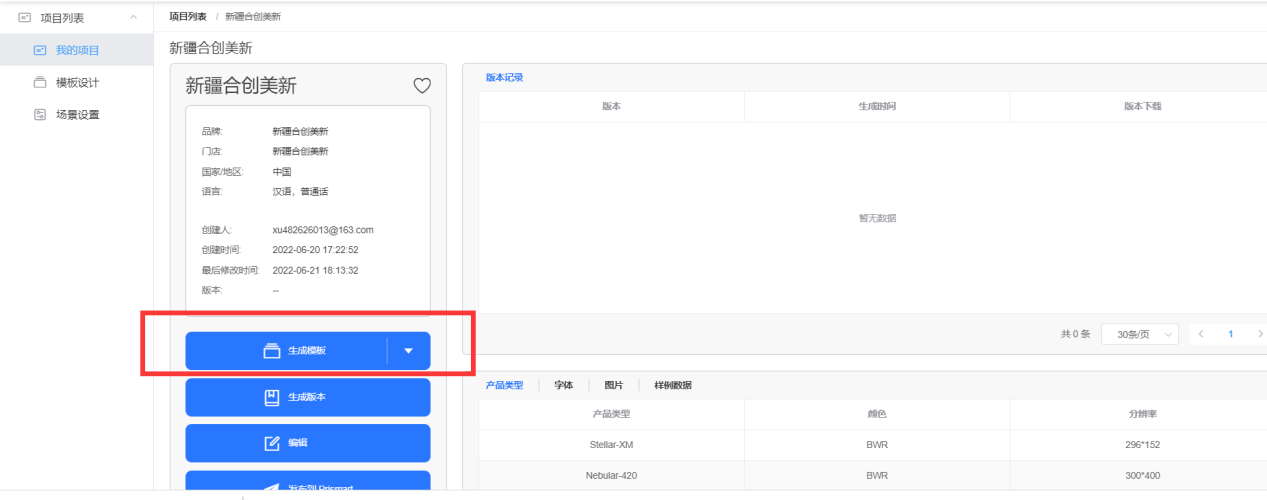 项目列表
我的项目
模板设计
场景设置
项目列表 / 新疆合创美新
新疆合创美新
新疆合创美新
品牌: 新疆合创美新
门店: 新疆合创美新
国家/地区: 中国
语言: 汉语，普通话
创建人: xu482626013@163.com
创建时间: 2022-06-20 17:22:52
最后修改时间: 2022-06-21 18:13:32
版本: --
生成模板
生成版本
编辑
发布到 Prismart
版本记录
版本 生成时间 版本下载
暂无数据
共 0 条 30条/页 1
产品类型 字体 图片 样例数据
产品类型 颜色 分辨率
Stellar-XM BWR 296*152
Nebular-420 BWR 300*400